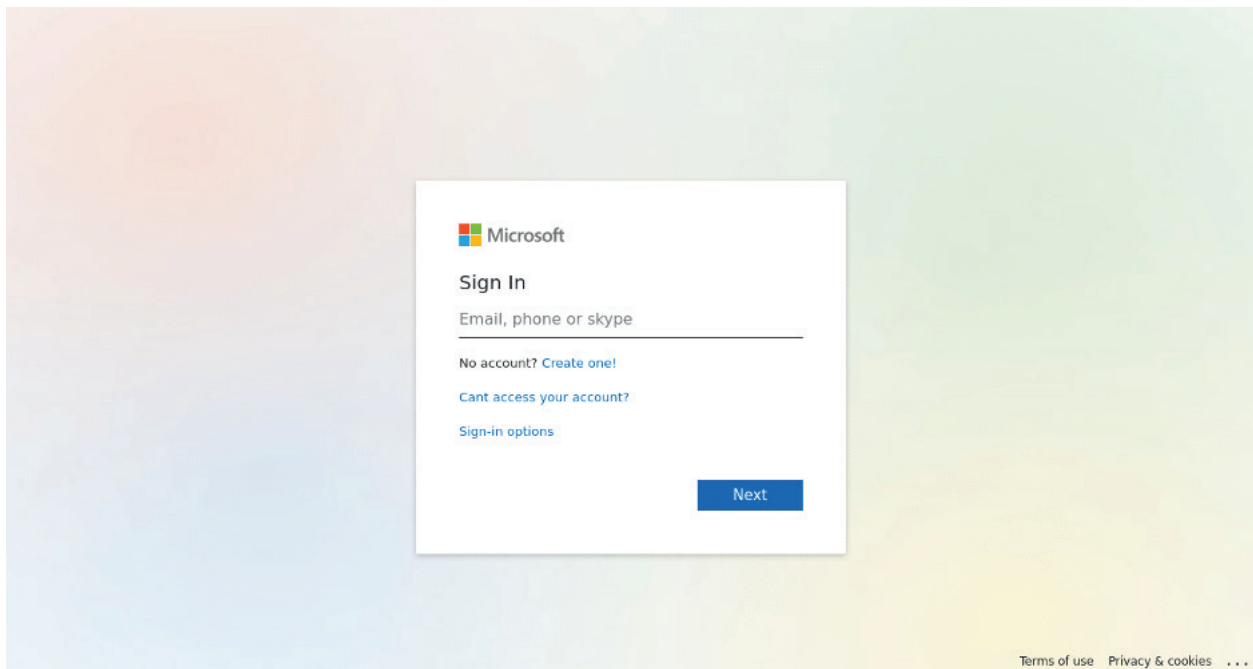 Microsoft
Sign In
Email, phone or skype
No account? Create one!
Cant access your account?
Sign-in options
Next
Terms of use Privacy & cookies ...